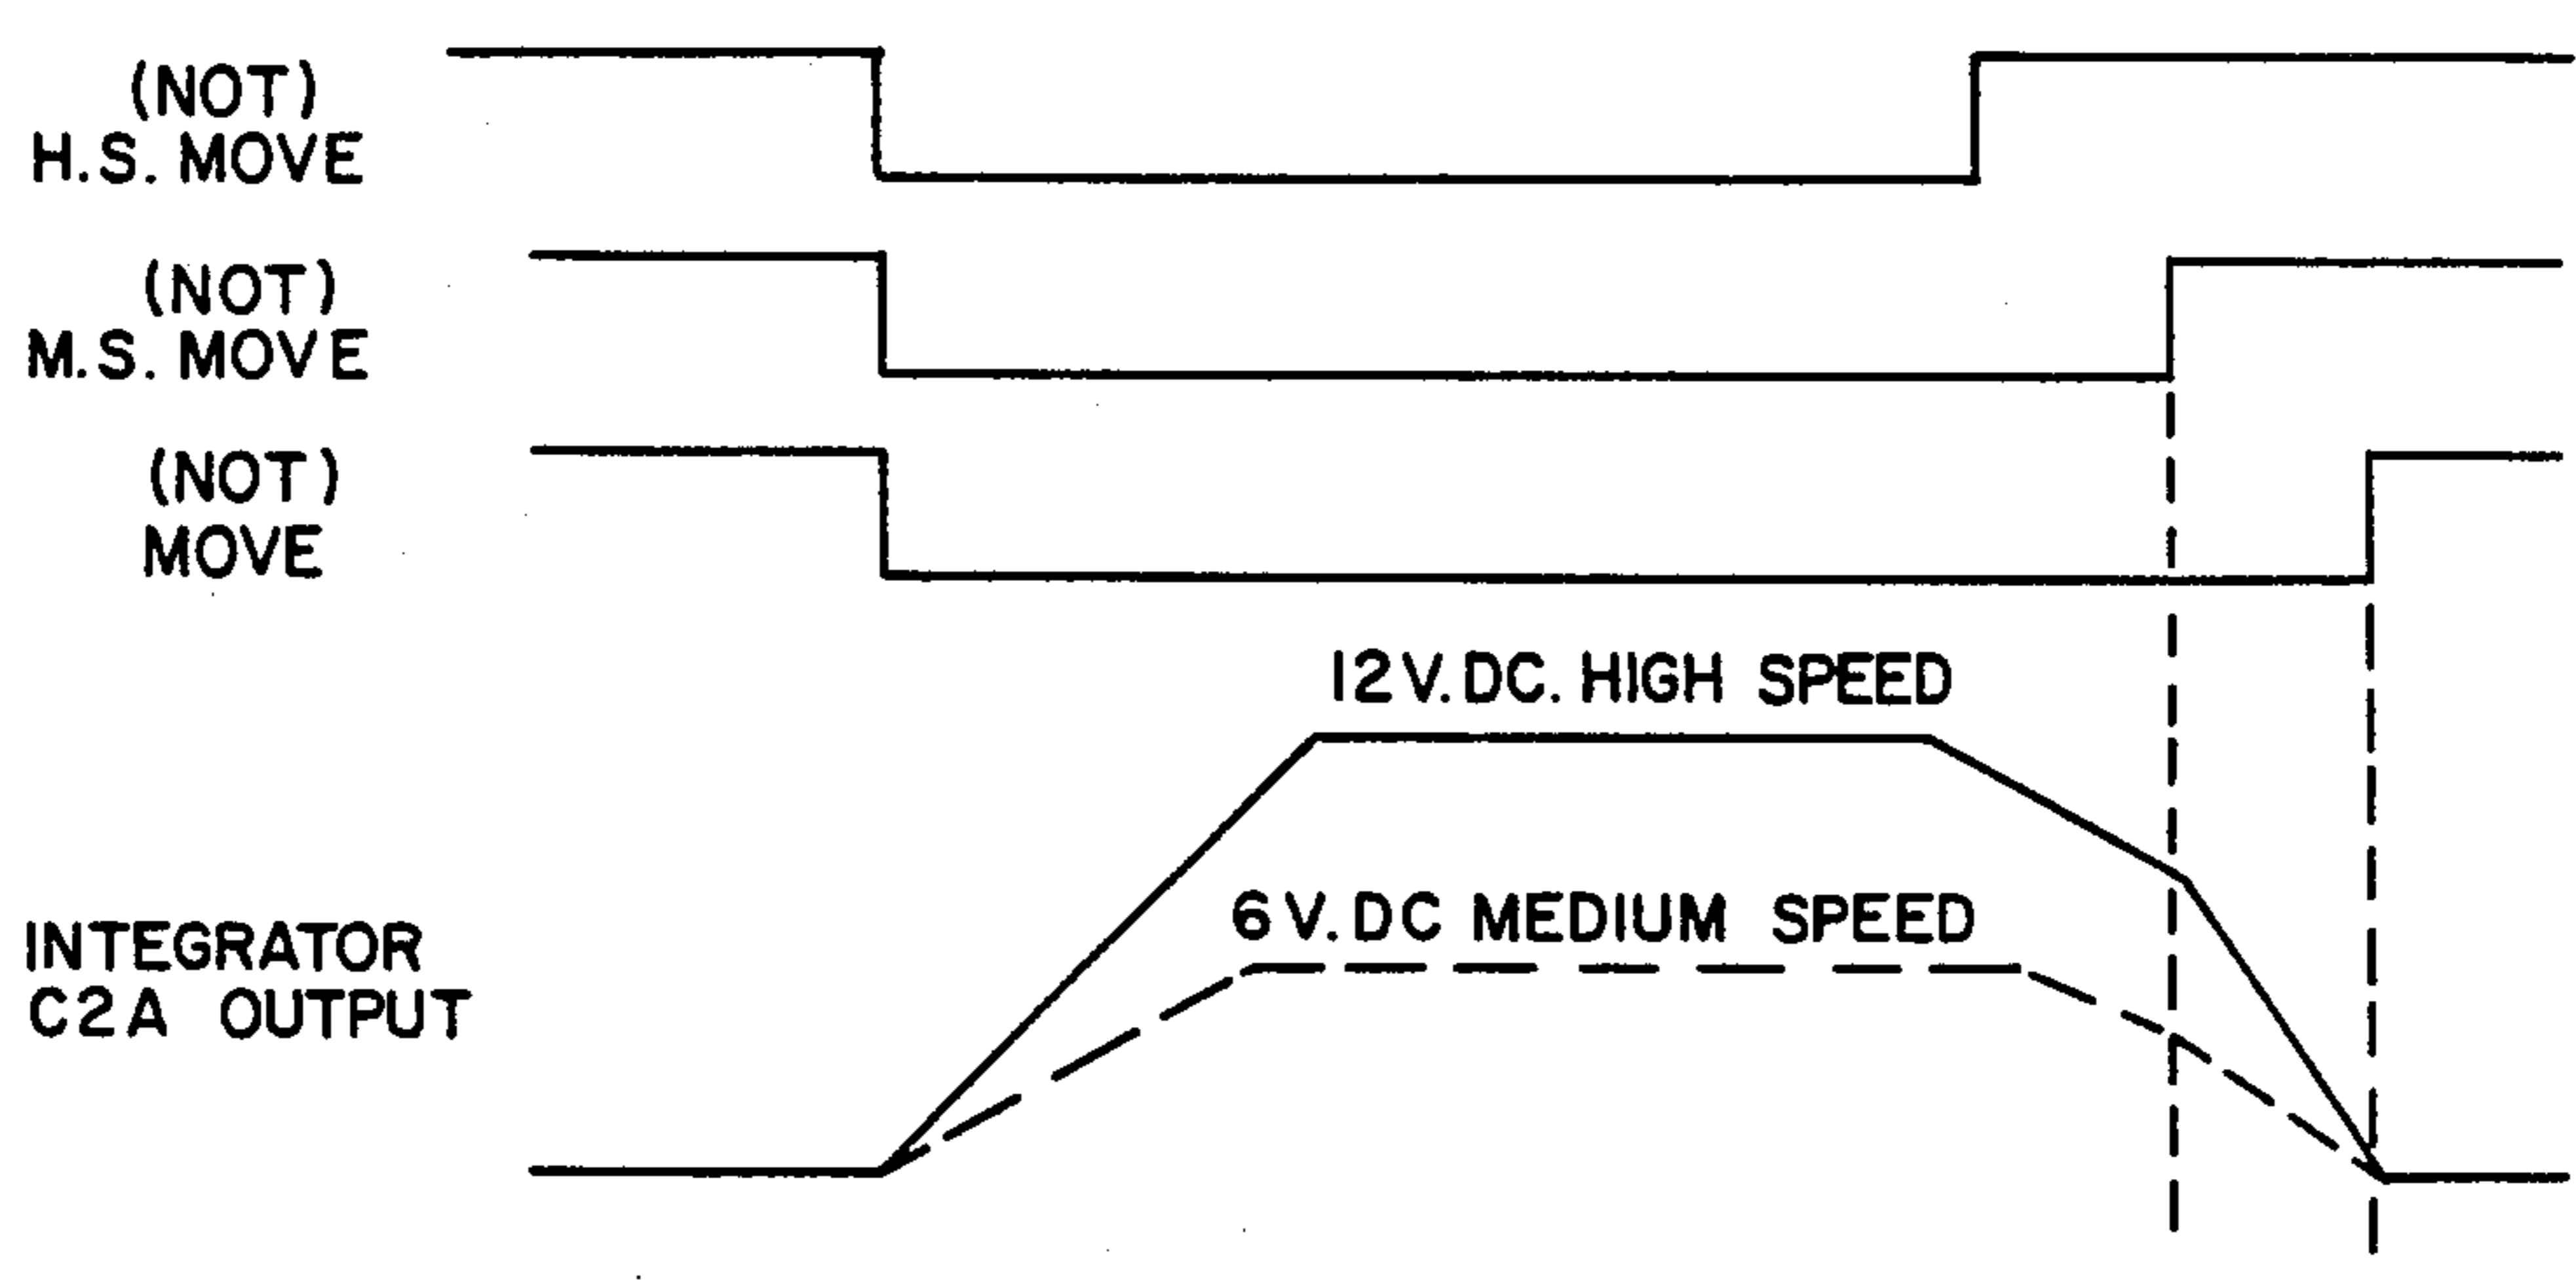 (NOT)
H.S. MOVE
(NOT)
M.S. MOVE
(NOT)
MOVE
12V.DC. HIGH SPEED
6V.DC MEDIUM SPEED
INTEGRATOR
C2A OUTPUT